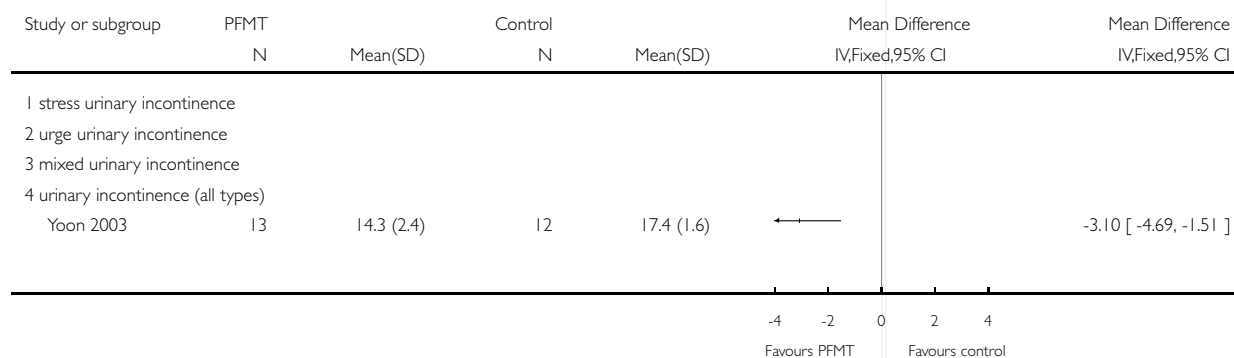 Study or subgroup PFMT Control Mean Difference Mean Difference
N Mean(SD) N Mean(SD) IV,Fixed,95% CI IV,Fixed,95% CI
1 stress urinary incontinence
2 urge urinary incontinence
3 mixed urinary incontinence
4 urinary incontinence (all types)
Yoon 2003 13 14.3 (2.4) 12 17.4 (1.6) -3.10 [ -4.69, -1.51 ]
-4 -2 0 2 4
Favours PFMT Favours control